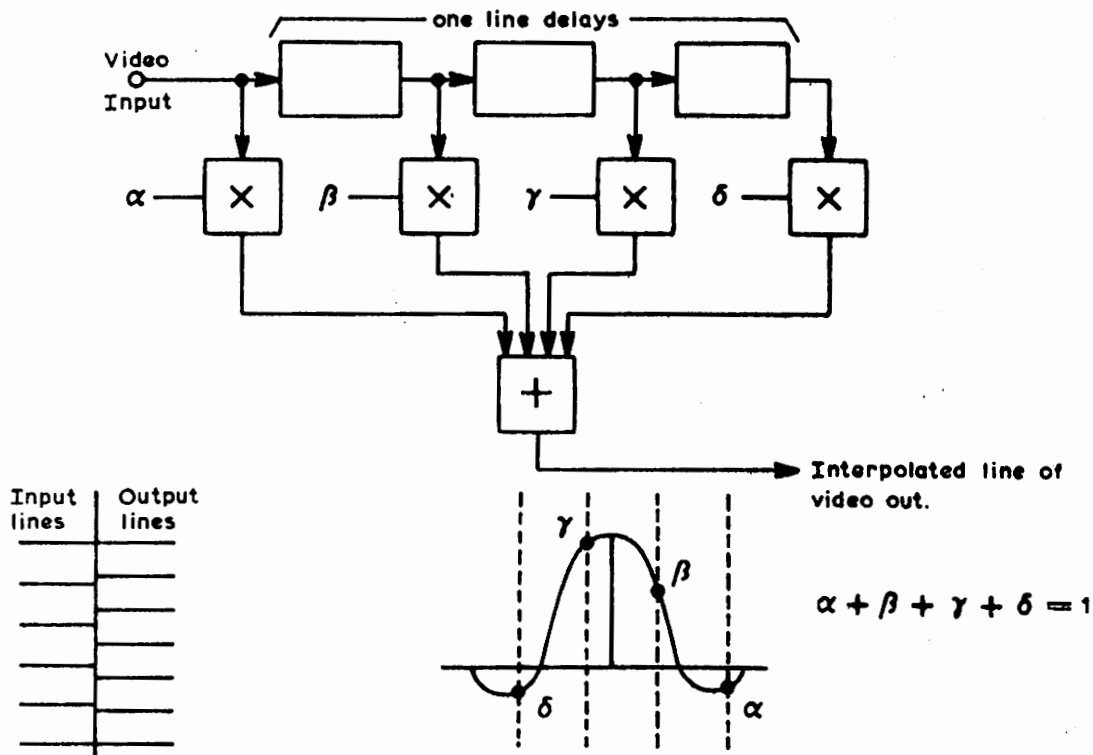 one line delays
Video
Input
α
×
β
×
γ
×
δ
×
+
Interpolated line of
video out.
Input
lines
Output
lines
γ
β
δ
α
α + β + γ + δ = 1